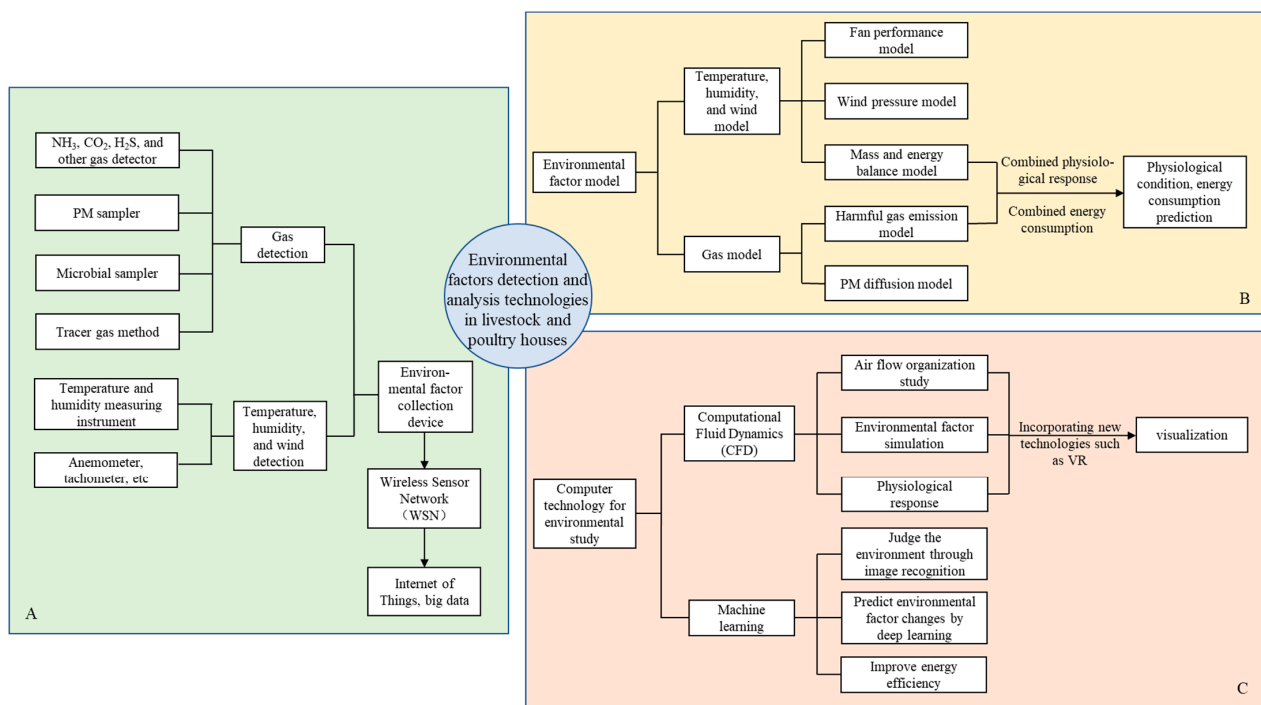 NH₃, CO₂, H₂S, and
other gas detector
PM sampler
Microbial sampler
Tracer gas method
Gas
detection
Temperature and
humidity measuring
instrument
Anemometer,
tachometer, etc
Temperature,
humidity,
and wind
detection
Environ-
mental factor
collection
device
Wireless Sensor
Network
（WSN）
Internet of
Things, big data
A
Environmental
factors detection and
analysis technologies
in livestock and
poultry houses
Environmental
factor model
Temperature,
humidity,
and wind
model
Gas model
Fan performance
model
Wind pressure model
Mass and energy
balance model
Harmful gas emission
model
PM diffusion model
Combined physiolo-
gical response
Combined energy
consumption
Physiological
condition, energy
consumption
prediction
B
Computer
technology for
environmental
study
Computational
Fluid Dynamics
(CFD)
Machine
learning
Air flow organization
study
Environmental factor
simulation
Physiological
response
Judge the
environment through
image recognition
Predict environmental
factor changes by
deep learning
Improve energy
efficiency
Incorporating new
technologies such
as VR
visualization
C